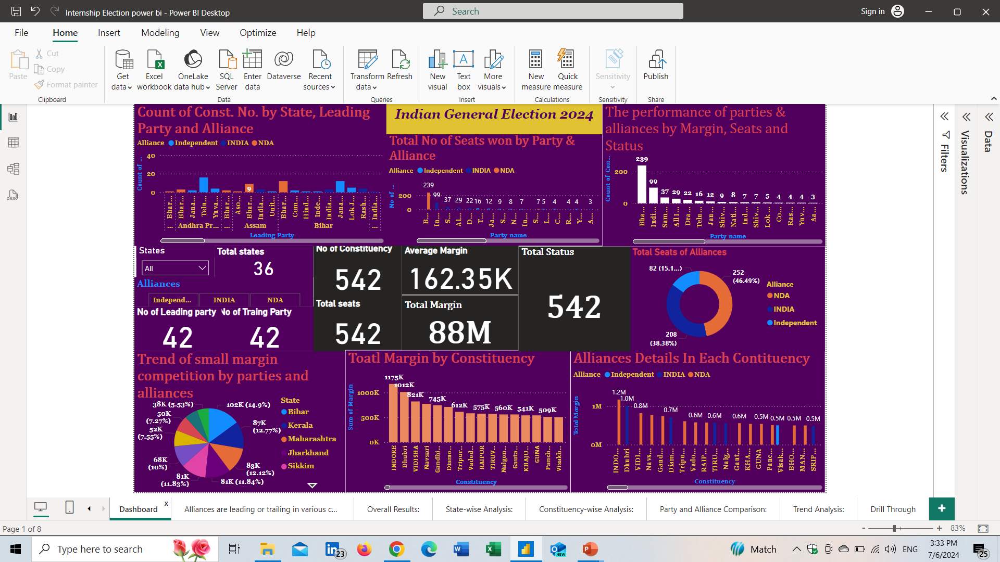 Internship Election power bi - Power BI Desktop
Search
Sign in
File
Home
Insert
Modeling
View
Optimize
Help
Paste
Cut
Copy
Format painter
Clipboard
Get data
Excel workbook
OneLake data hub
SQL Server
Enter data
Dataverse
Recent sources
Data
Transform data
Refresh
Queries
New visual
Text box
More visuals
Insert
New measure
Quick measure
Calculations
Sensitivity
Sensitivity
Publish
Share
Count of Const. No. by State, Leading
Party and Alliance
Alliance Independent INDIA NDA
Count of ...
40
20
0
9
Bhar...
Bhar...
Jana...
Telu...
Yuva...
Bhar...
Aso...
Bhar...
India...
Unit...
Bhar...
Com...
Hind...
Inde...
India...
Jana...
Lok J...
Rash...
India...
...
Andhra Pr...
...
Assam
Bihar
...
Leading Party
Indian General Election 2024
Total No of Seats won by Party &
Alliance
Alliance Independent INDIA NDA
No of ...
200
0
239
99
37 29 22 16 12 9 8 7 7 5 4 4 4 3
B...
In...
S...
Al...
D...
T...
Ja...
S...
N...
In...
S...
L...
C...
R...
Y...
A...
Party name
The performance of parties &
alliances by Margin, Seats and
Status
Count of Con...
200
0
239
99
37 29 22 16 12 9 8 7 7 5 4 4 4 3
Bha...
Indi...
Sam...
All I...
Dra...
Telu...
Jan...
Shiv...
Nati...
Ind...
Shiv...
Lok ...
Co...
Ras...
Yuv...
Aa...
Party name
States
All
Total states
36
Alliances
Independ...
INDIA
NDA
No of Leading party
42
No of Traing Party
42
No of Constituency
542
Total seats
542
Average Margin
162.35K
Total Margin
88M
Total Status
542
Total Seats of Alliances
82 (15.1...)
252
(46.49%)
208
(38.38%)
Alliance
NDA
INDIA
Independent
Trend of small margin
competition by parties and
alliances
38K (5.53%)
50K
(7.27%)
52K
(7.55%)
68K
(10%)
81K
(11.83%)
81K (11.84%)
83K
(12.12%)
87K
(12.77%)
102K (14.9%)
State
Bihar
Kerala
Maharashtra
Jharkhand
Sikkim
Toatl Margin by Constituency
Sum of Margin
1000K
500K
0K
1175K
1012K
821K
745K
612K
575K
560K
541K
509K
INDORE
Dhubri
VIDISHA
Navsari
Gandhi...
Diamo...
Tripur...
Vadod...
RAIPUR
TIRUV...
Nalgon...
Gauta...
KHAJU...
GUNA
Panch...
Visakh...
Constituency
Alliances Details In Each Contituency
Alliance Independent INDIA NDA
Total Margin
1M
0M
1.2M
1.0M
0.8M
0.7M
0.6M
0.6M
0.6M
0.5M
0.5M
0.5M
0.5M
INDO...
Dhubri
VIDI...
Navs...
Gand...
Diam...
Tripu...
Vado...
RAIP...
TIRU...
Nalg...
Gaut...
KHA...
GUNA
Panc...
Visak...
BHO...
MAN...
SRIP...
Constituency
Filters
Visualizations
Data
Dashboard
x
Alliances are leading or trailing in various c...
Overall Results:
State-wise Analysis:
Constituency-wise Analysis:
Party and Alliance Comparison:
Trend Analysis:
Drill Through
+
Page 1 of 8
- + 83%
Type here to search
23
NEW
Match
ENG
3:33 PM
7/6/2024
25